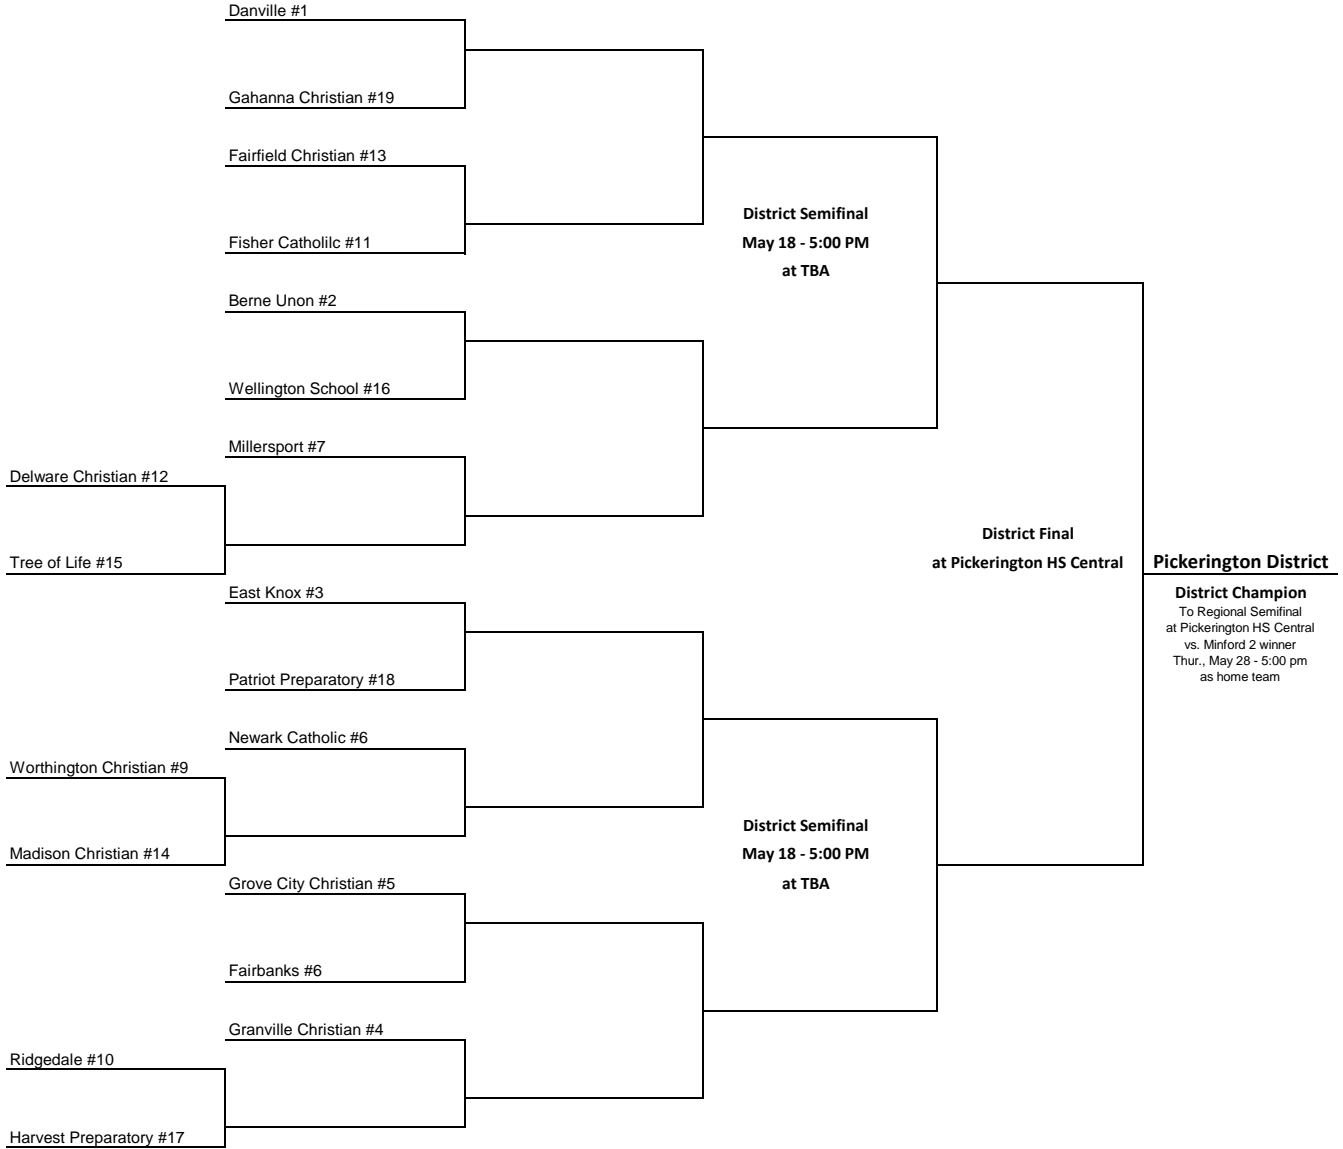 Danville #1
Gahanna Christian #19
Fairfield Christian #13
Fisher Catholilc #11
District Semifinal
May 18 - 5:00 PM
at TBA
Berne Unon #2
Wellington School #16
Millersport #7
Delware Christian #12
Tree of Life #15
District Final
at Pickerington HS Central
Pickerington District
District Champion
To Regional Semifinal
at Pickerington HS Central
vs. Minford 2 winner
Thur., May 28 - 5:00 pm
as home team
East Knox #3
Patriot Preparatory #18
Newark Catholic #6
Worthington Christian #9
Madison Christian #14
District Semifinal
May 18 - 5:00 PM
at TBA
Grove City Christian #5
Fairbanks #6
Granville Christian #4
Ridgedale #10
Harvest Preparatory #17